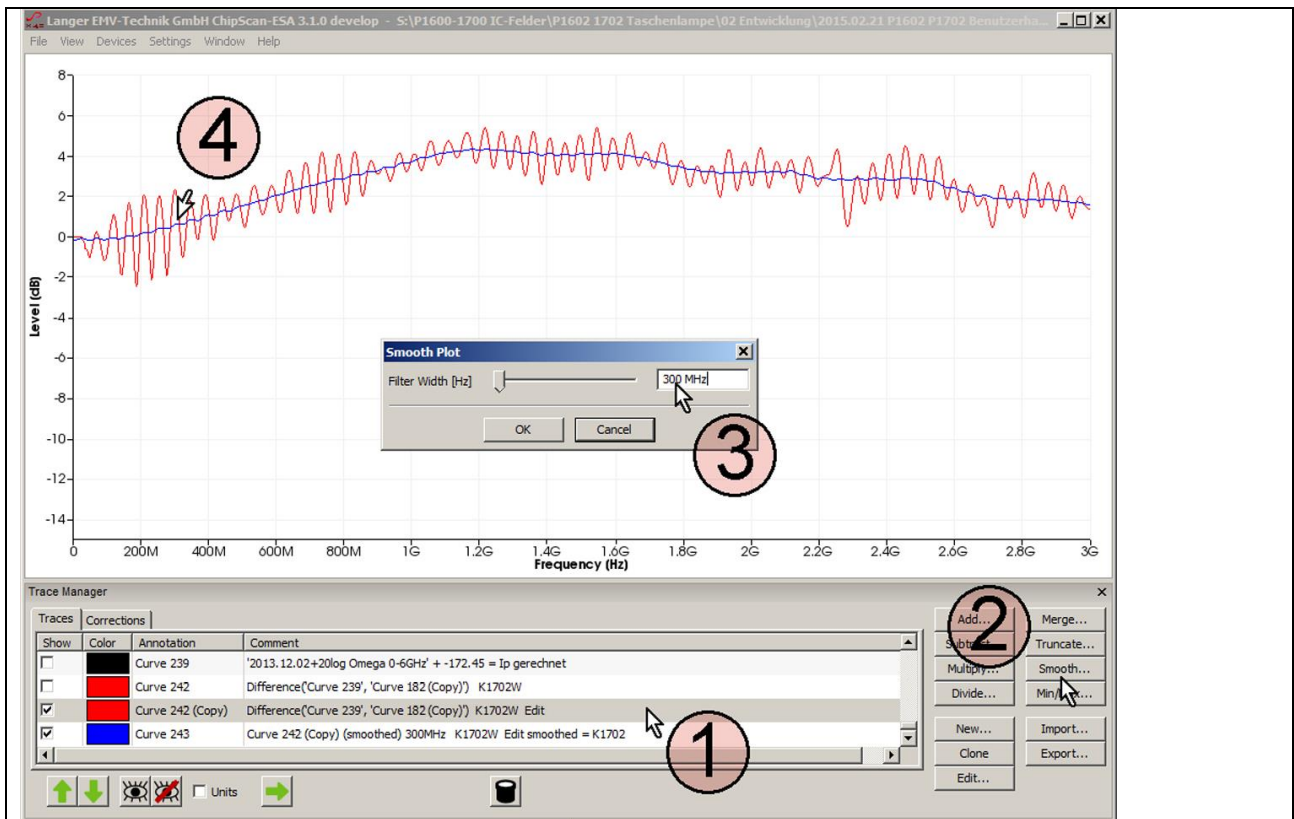 Langer EMV-Technik GmbH ChipScan-ESA 3.1.0 develop - S:\P1600-1700 IC-Felder\P1602 1702 Taschenlampe\02 Entwicklung\2015.02.21 P1602 P1702 Benutzerha...
File View Devices Settings Window Help
8
6
4
2
0
-2
-4
-6
-8
-10
-12
-14
Level (dB)
4
Smooth Plot
Filter Width [Hz] 300 MHz
OK Cancel
3
0 200M 400M 600M 800M 1G 1.2G 1.4G 1.6G 1.8G 2G 2.2G 2.4G 2.6G 2.8G 3G
Frequency (Hz)
Trace Manager
Traces Corrections
Show Color Annotation Comment
Curve 239 '2013.12.02+20log Omega 0-6GHz' + -172.45 = Ip gerechnet
Curve 242 Difference('Curve 239', 'Curve 182 (Copy)') K1702W
Curve 242 (Copy) Difference('Curve 239', 'Curve 182 (Copy)') K1702W Edit
Curve 243 Curve 242 (Copy) (smoothed) 300MHz K1702W Edit smoothed = K1702
1
Units
2
Add... Merge...
Subtract... Truncate...
Multiply... Smooth...
Divide... Min/Max...
New... Import...
Clone Export...
Edit...